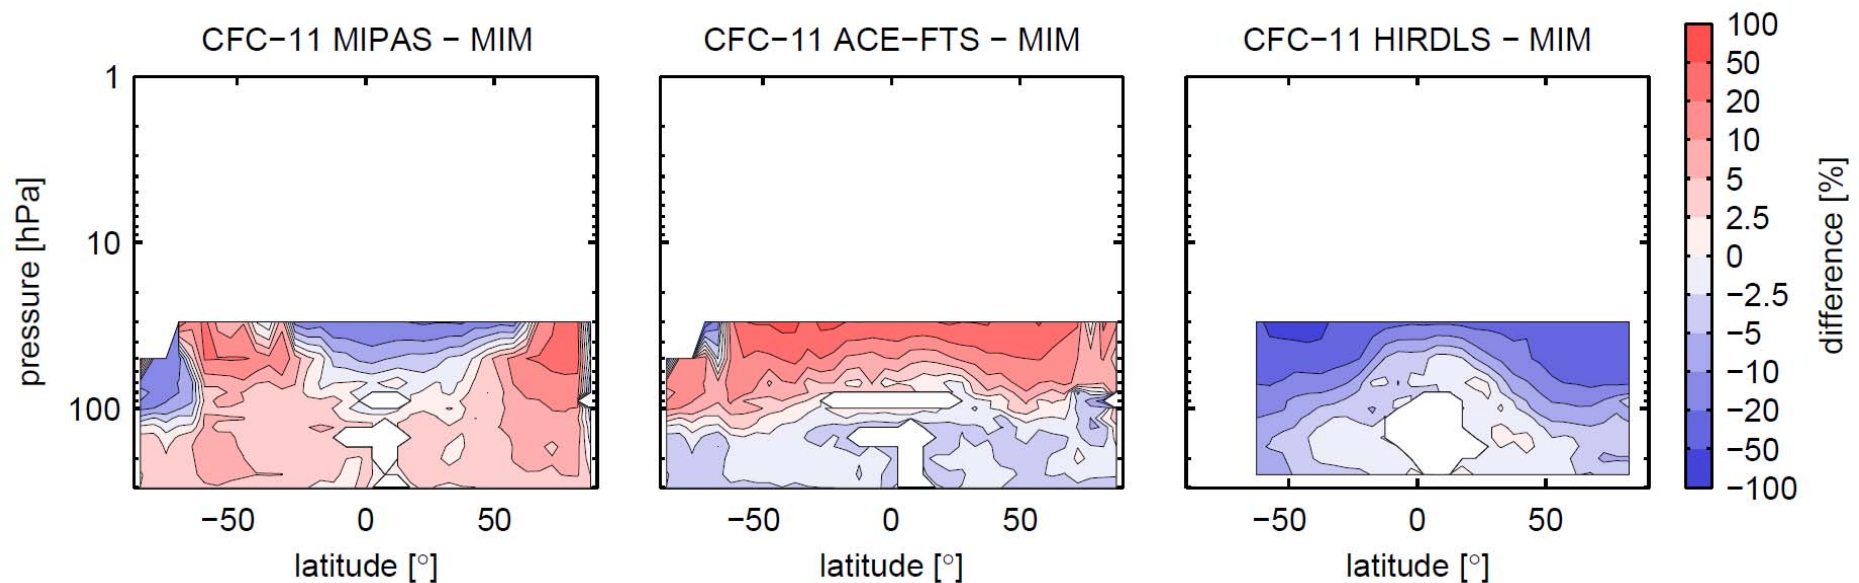 CFC−11 MIPAS − MIM
CFC−11 ACE−FTS − MIM
CFC−11 HIRDLS − MIM
pressure [hPa]
1
10
100
−50 0 50
−50 0 50
−50 0 50
latitude [°]
latitude [°]
latitude [°]
100
50
20
10
5
2.5
0
−2.5
−5
−10
−20
−50
−100
difference [%]